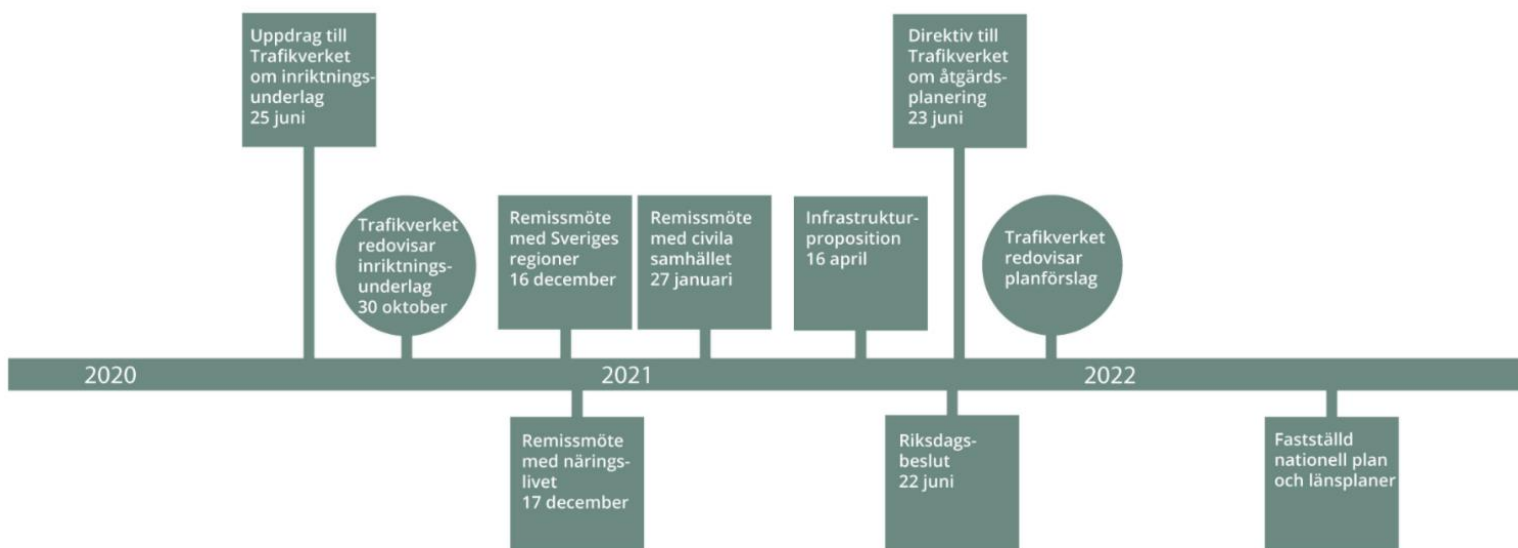 Uppdrag till
Trafikverket
om inriktnings-
underlag
25 juni
Direktiv till
Trafikverket
om åtgärds-
planering
23 juni
Trafikverket
redovisar
inriktnings-
underlag
30 oktober
Remissmöte
med Sveriges
regioner
16 december
Remissmöte
med civila
samhället
27 januari
Infrastruktur-
proposition
16 april
Trafikverket
redovisar
planförslag
2020
2021
2022
Remissmöte
med närings-
livet
17 december
Riksdags-
beslut
22 juni
Fastställd
nationell plan
och länsplaner